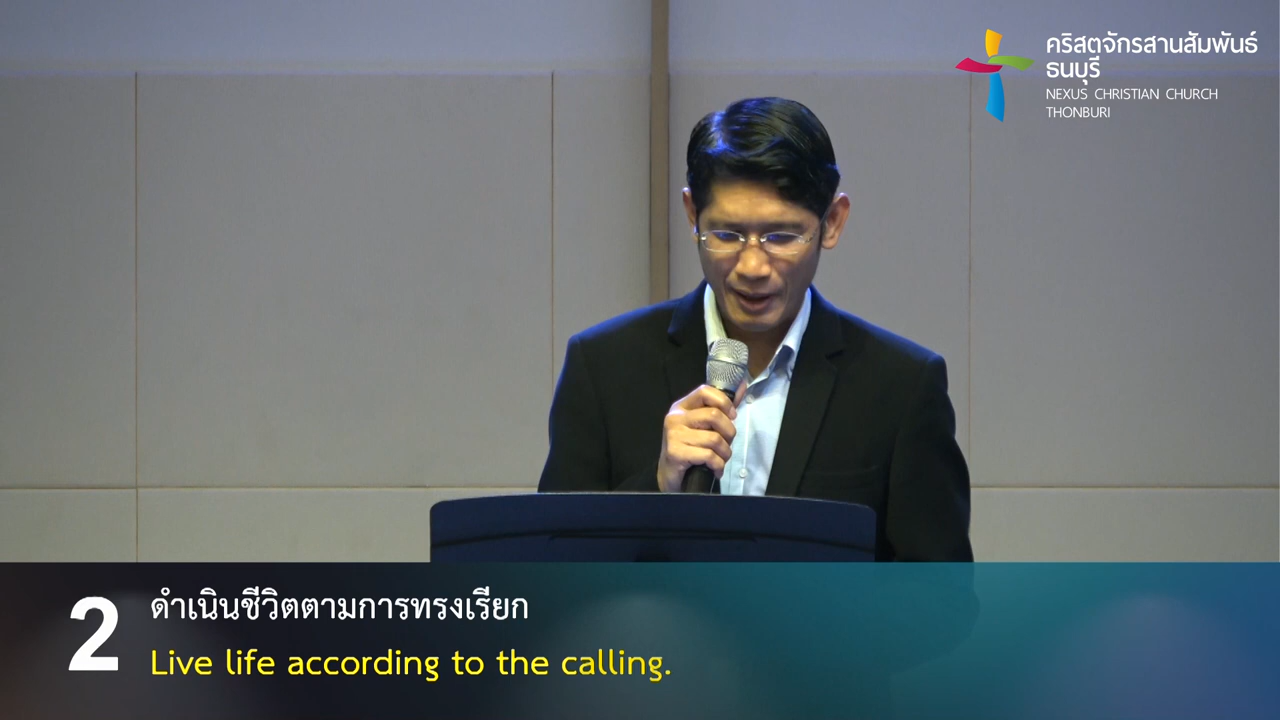 คริสตจักรสานสัมพันธ์
ธนบุรี
NEXUS CHRISTIAN CHURCH
THONBURI
2
ดำเนินชีวิตตามการทรงเรียก
Live life according to the calling.